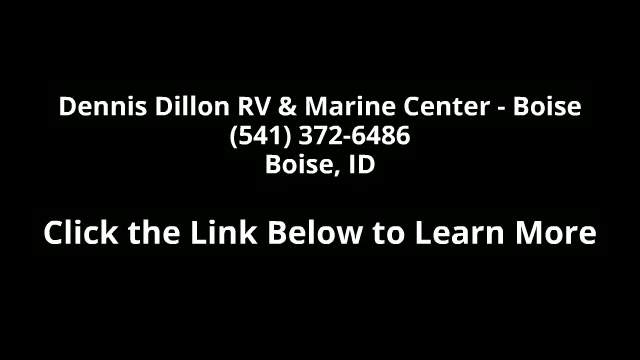 Dennis Dillon RV & Marine Center - Boise
(541) 372-6486
Boise, ID
Click the Link Below to Learn More